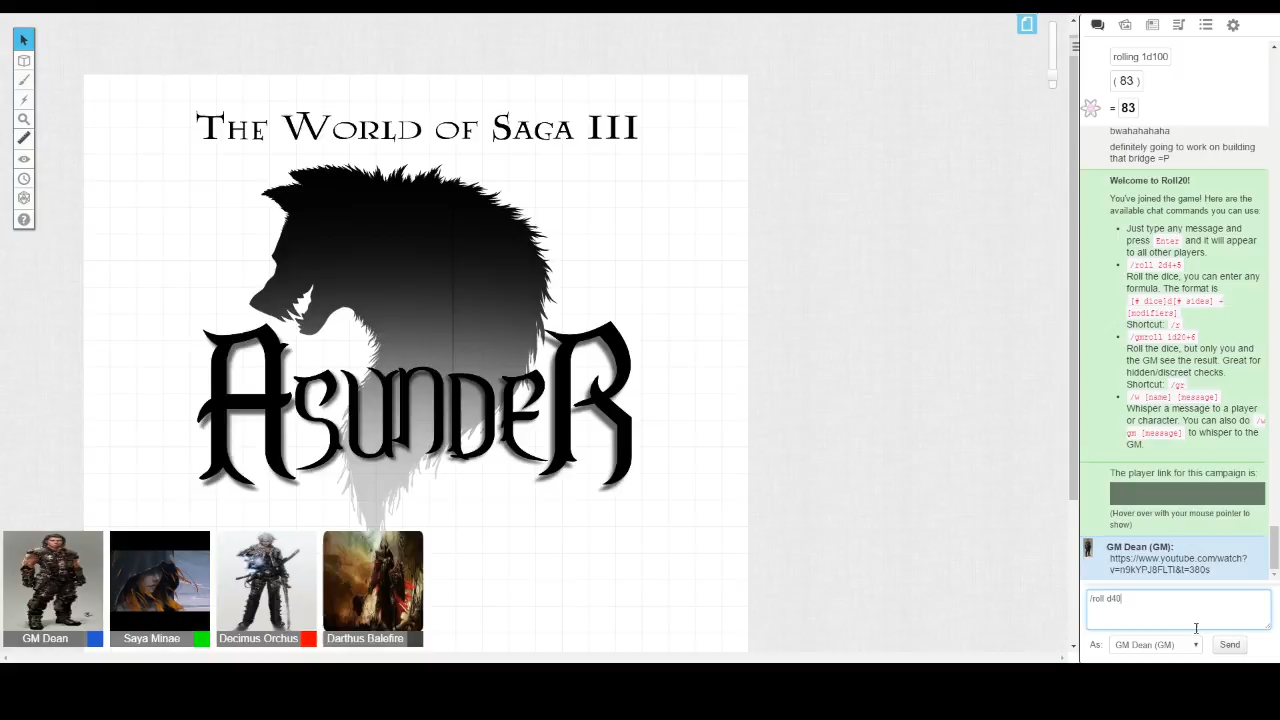 THE WORLD OF SAGA III
ASUNDER
GM Dean
Saya Minae
Decimus Orchus
Darthus Balefire
rolling 1d100
( 83 )
= 83
bwahahahaha
definitely going to work on building
that bridge =P
Welcome to Roll20!
You've joined the game! Here are the
available chat commands you can use:
• Just type any message and
press Enter and it will appear
to all other players.
• /roll 2d4+5
Roll the dice, you can enter any
formula. The format is
[# dice]d[# sides] +
[modifiers]
Shortcut: /r
• /gmroll 1d20+6
Roll the dice, but only you and
the GM see the result. Great for
hidden/discreet checks.
Shortcut: /gr
• /w [name] [message]
Whisper a message to a player
or character. You can also do /w
gm [message] to whisper to the
GM.
The player link for this campaign is:
(Hover over with your mouse pointer to
show)
GM Dean (GM):
https://www.youtube.com/watch?
v=n9kYPJ8FLTI&t=380s
/roll d40
As: GM Dean (GM) Send